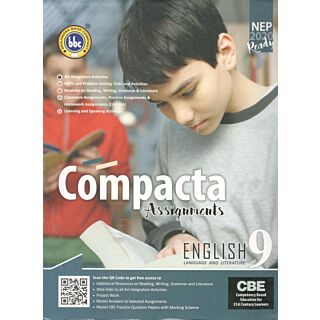 NEP
2020
Ready
bbc
Art Integration Activities
HOTS and Problem Solving Tasks and Activities
Modules on Reading, Writing, Grammar & Literature
Classroom Assignments, Practice Assignments &
Homework Assignments
Listening and Speaking Activities
Compacta
Assignments
ENGLISH 9
LANGUAGE AND LITERATURE
Scan the QR Code to get free access to
Additional Resources on Reading, Writing, Grammar and Literature
Web-links to all Art Integration Activities
Project Work
Model Answers to Selected Assignments
Model CBE Practice Question Papers with Marking Scheme
CBE
Competency Based
Education for
21st Century Learners